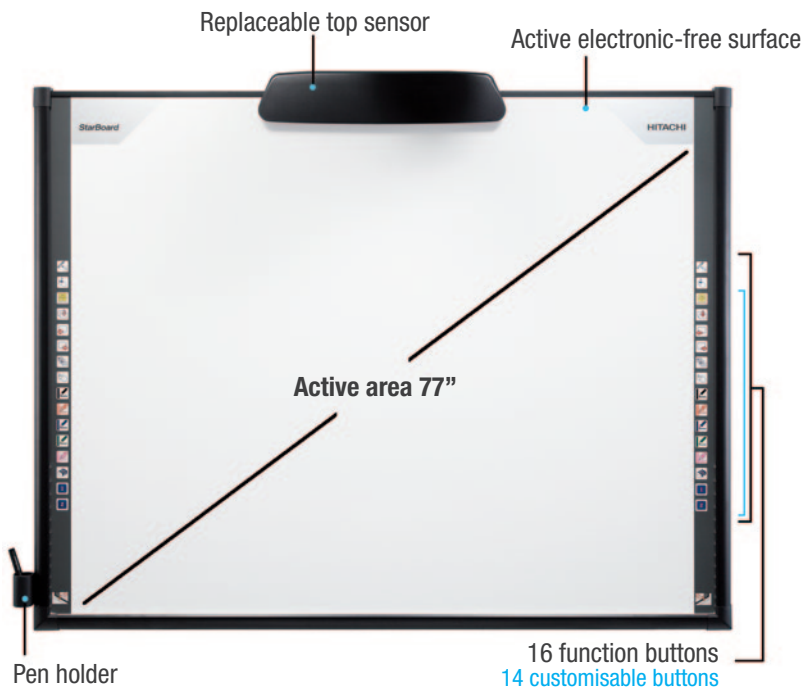 Replaceable top sensor
Active electronic-free surface
StarBoard
HITACHI
Active area 77”
Pen holder
16 function buttons
14 customisable buttons